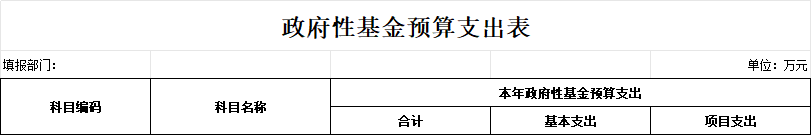 政府性基金预算支出表
填报部门： 单位：万元
科目编码 科目名称 本年政府性基金预算支出
合计 基本支出 项目支出